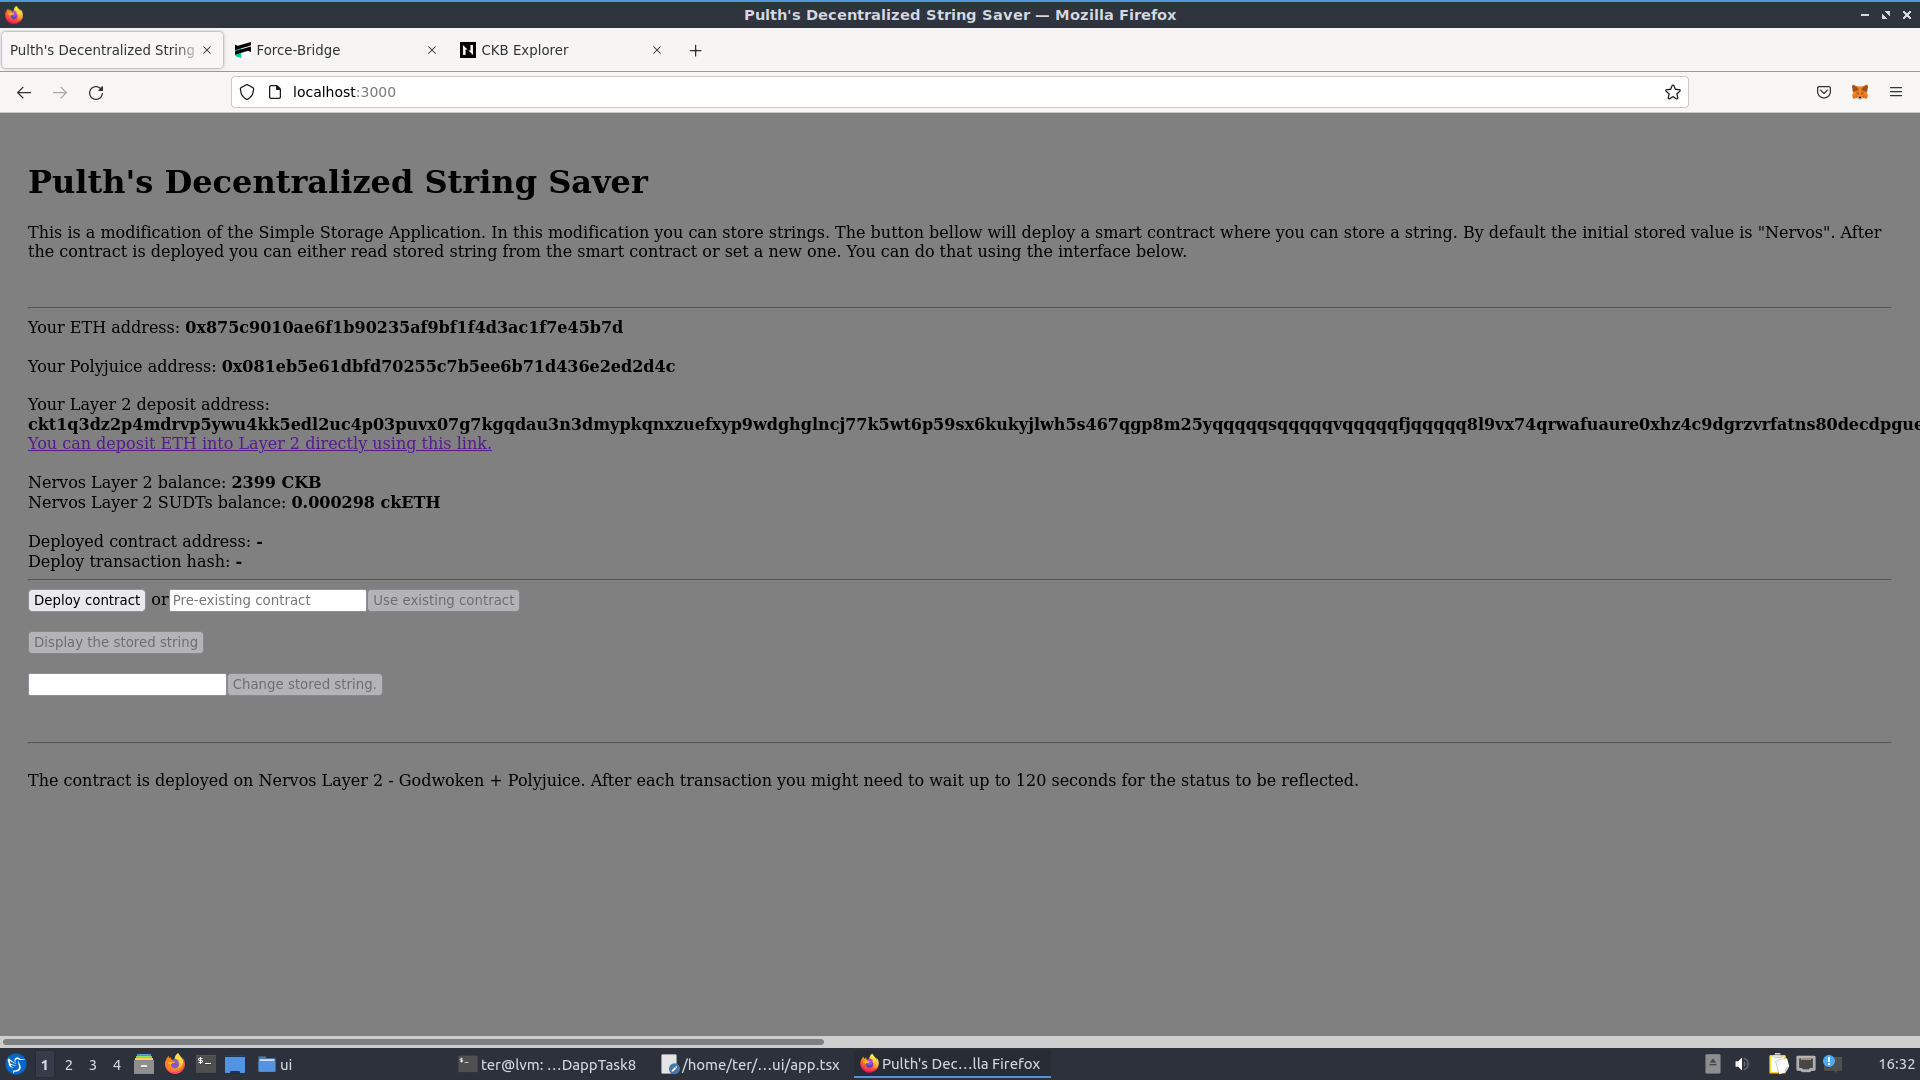 Pulth's Decentralized String Saver — Mozilla Firefox
Pulth's Decentralized String
Force-Bridge
CKB Explorer
localhost:3000
Pulth's Decentralized String Saver
This is a modification of the Simple Storage Application. In this modification you can store strings. The button bellow will deploy a smart contract where you can store a string. By default the initial stored value is "Nervos". After
the contract is deployed you can either read stored string from the smart contract or set a new one. You can do that using the interface below.
Your ETH address: 0x875c9010ae6f1b90235af9bf1f4d3ac1f7e45b7d
Your Polyjuice address: 0x081eb5e61dbfd70255c7b5ee6b71d436e2ed2d4c
Your Layer 2 deposit address:
ckt1q3dz2p4mdrvp5ywu4kk5edl2uc4p03puvx07g7kgqdau3n3dmypkqnxzuefxyp9wdghglncj77k5wt6p59sx6kukyjlwh5s467qgp8m25yqqqqqsqqqqqvqqqqqfjqqqqq8l9vx74qrwafuaure0xhz4c9dgrzvrfatns80decdpgue
You can deposit ETH into Layer 2 directly using this link.
Nervos Layer 2 balance: 2399 CKB
Nervos Layer 2 SUDTs balance: 0.000298 ckETH
Deployed contract address: -
Deploy transaction hash: -
Deploy contract or Pre-existing contract Use existing contract
Display the stored string
Change stored string.
The contract is deployed on Nervos Layer 2 - Godwoken + Polyjuice. After each transaction you might need to wait up to 120 seconds for the status to be reflected.
1 2 3 4 ui ter@lvm: ...DappTask8 /home/ter/...ui/app.tsx Pulth's Dec...lla Firefox 16:32